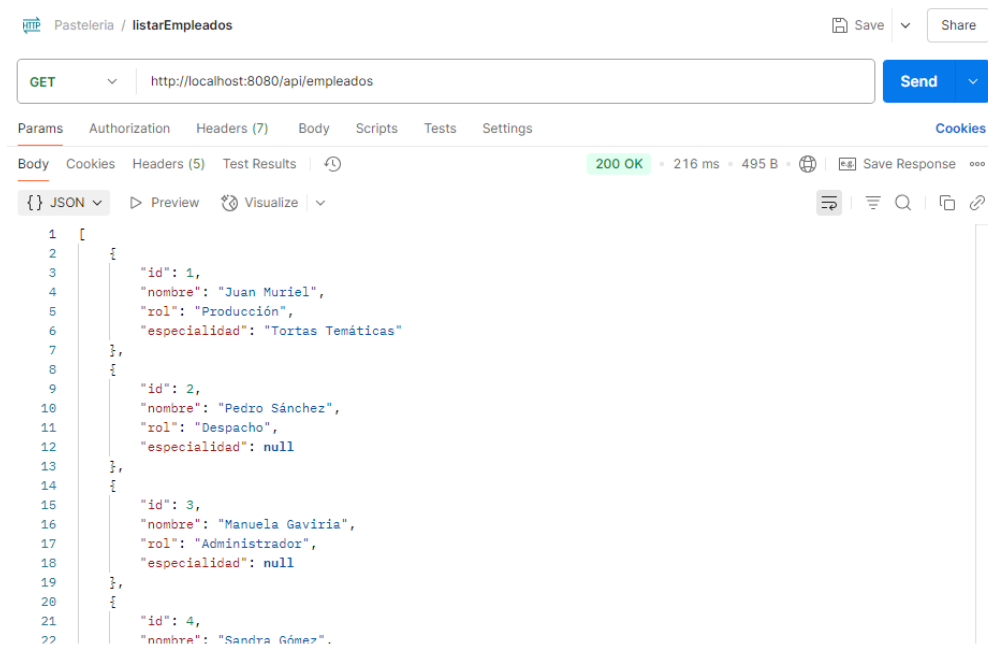 HTTP Pasteleria / listarEmpleados Save Share
GET http://localhost:8080/api/empleados Send
Params Authorization Headers (7) Body Scripts Tests Settings Cookies
Body Cookies Headers (5) Test Results 200 OK • 216 ms • 495 B • e.g. Save Response
{ } JSON Preview Visualize
1 [
2 {
3 "id": 1,
4 "nombre": "Juan Muriel",
5 "rol": "Producción",
6 "especialidad": "Tortas Temáticas"
7 },
8 {
9 "id": 2,
10 "nombre": "Pedro Sánchez",
11 "rol": "Despacho",
12 "especialidad": null
13 },
14 {
15 "id": 3,
16 "nombre": "Manuela Gaviria",
17 "rol": "Administrador",
18 "especialidad": null
19 },
20 {
21 "id": 4,
22 "nombre": "Sandra Gómez",